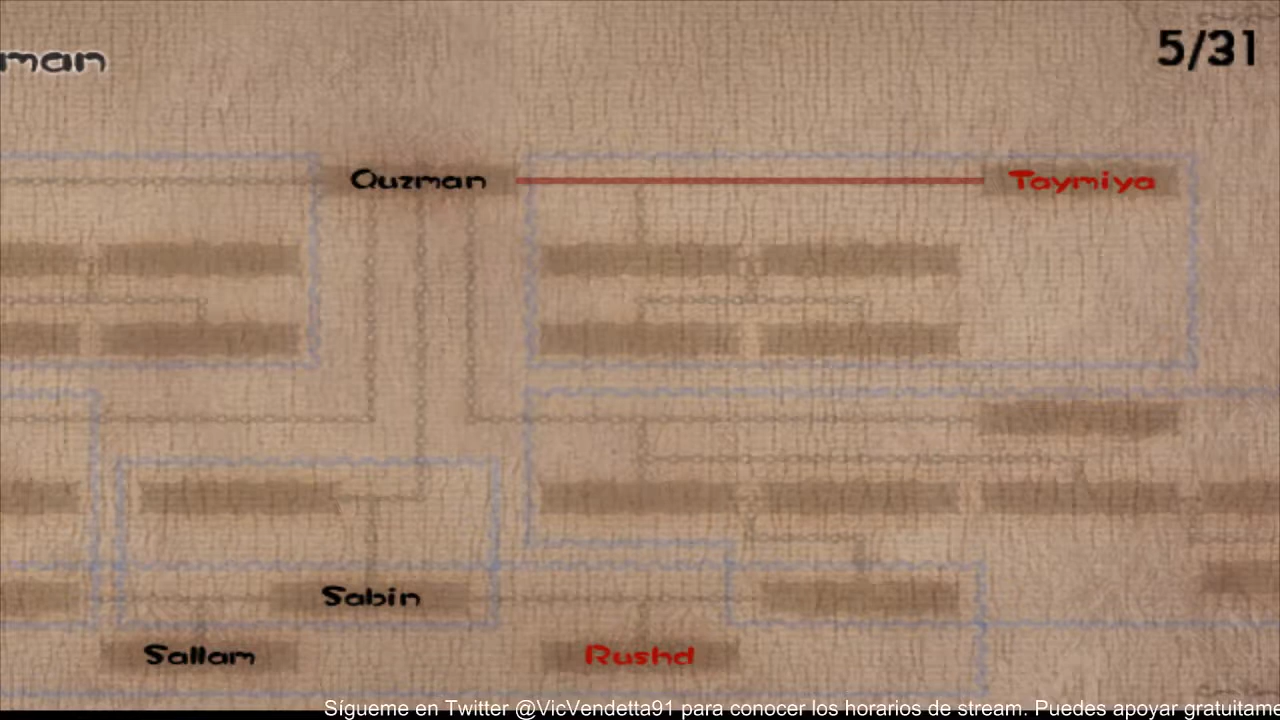 man
5/31
Quzman
Taymiya
Sabin
Sallam
Rushd
Sígueme en Twitter @VicVendetta91 para conocer los horarios de stream. Puedes apoyar gratuitame